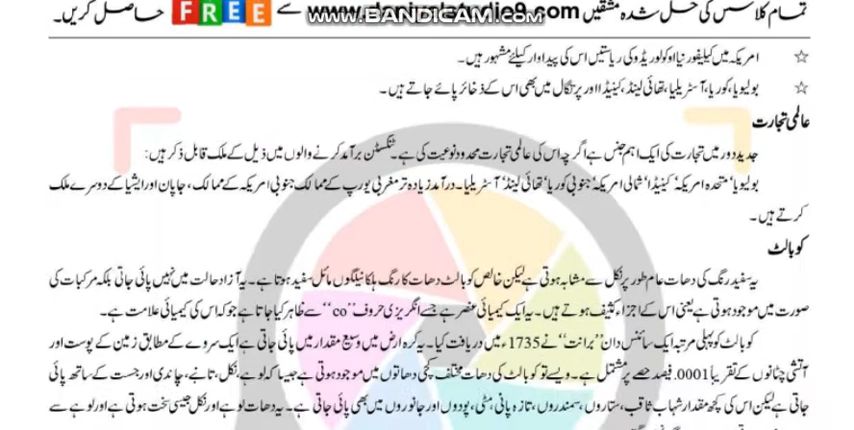 تمام کلاسس کی حل شدہ مشقیں www. .com سے FREE حاصل کریں۔
WWW.BANDICAM.COM
☆ امریکہ میں کیلیفورنیا اوکولوریڈو کی ریاستیں اس کی پیداوار کیلئے مشہور ہیں۔
☆ بولیویا، کوریا، آسٹریلیا، تھائی لینڈ، کینیڈا اور پرتگال میں بھی اس کے ذخائر پائے جاتے ہیں۔
عالمی تجارت
جدید دور میں تجارت کی ایک اہم جنس ہے اگرچہ اس کی عالمی تجارت محدود نوعیت کی ہے۔ ٹنگسٹن برآمد کرنے والوں میں ذیل کے ملک قابل ذکر ہیں:
بولیویا' متحدہ امریکہ' کینیڈا' شمالی امریکہ' جنوبی کوریا' تھائی لینڈ' آسٹریلیا۔ درآمد زیادہ تر مغربی یورپ کے ممالک جنوبی امریکہ کے ممالک، جاپان اور ایشیا کے دوسرے ملک
کرتے ہیں۔
کوبالٹ
یہ سفید رنگ کی دھات عام طور پر نکل سے مشابہ ہوتی ہے لیکن خالص کوبالٹ دھات کا رنگ ہلکا نیلگوں مائل سفید ہوتا ہے۔ یہ آزاد حالت میں نہیں پائی جاتی بلکہ مرکبات کی
صورت میں موجود ہوتی ہے یعنی اس کے اجزاء کثیف ہوتے ہیں۔ یہ ایک کیمیائی عنصر ہے جسے انگریزی حروف ''co'' سے ظاہر کیا جاتا ہے جو کہ اس کی کیمیائی علامت ہے۔
کوبالٹ کو پہلی مرتبہ ایک سائنس دان ''برانت'' نے 1735ء میں دریافت کیا۔ یہ کرہ ارض میں وسیع مقدار میں پائی جاتی ہے ایک سروے کے مطابق زمین کے پوست اور
آتشی چٹانوں کے تقریباً 0001. فیصد حصے پر مشتمل ہے۔ ویسے تو کوبالٹ کی دھات مختلف کچی دھاتوں میں موجود ہوتی ہے جیسا کہ لوہے، نکل، تانبے، چاندی اور جست کے ساتھ پائی
جاتی ہے لیکن اس کی کچھ مقدار شہاب ثاقب، ستاروں، سمندروں، تازہ پانی، مٹی، پودوں اور جانوروں میں بھی پائی جاتی ہے۔ یہ دھات لوہے اور نکل جیسی سخت ہوتی ہے اور لوہے سے